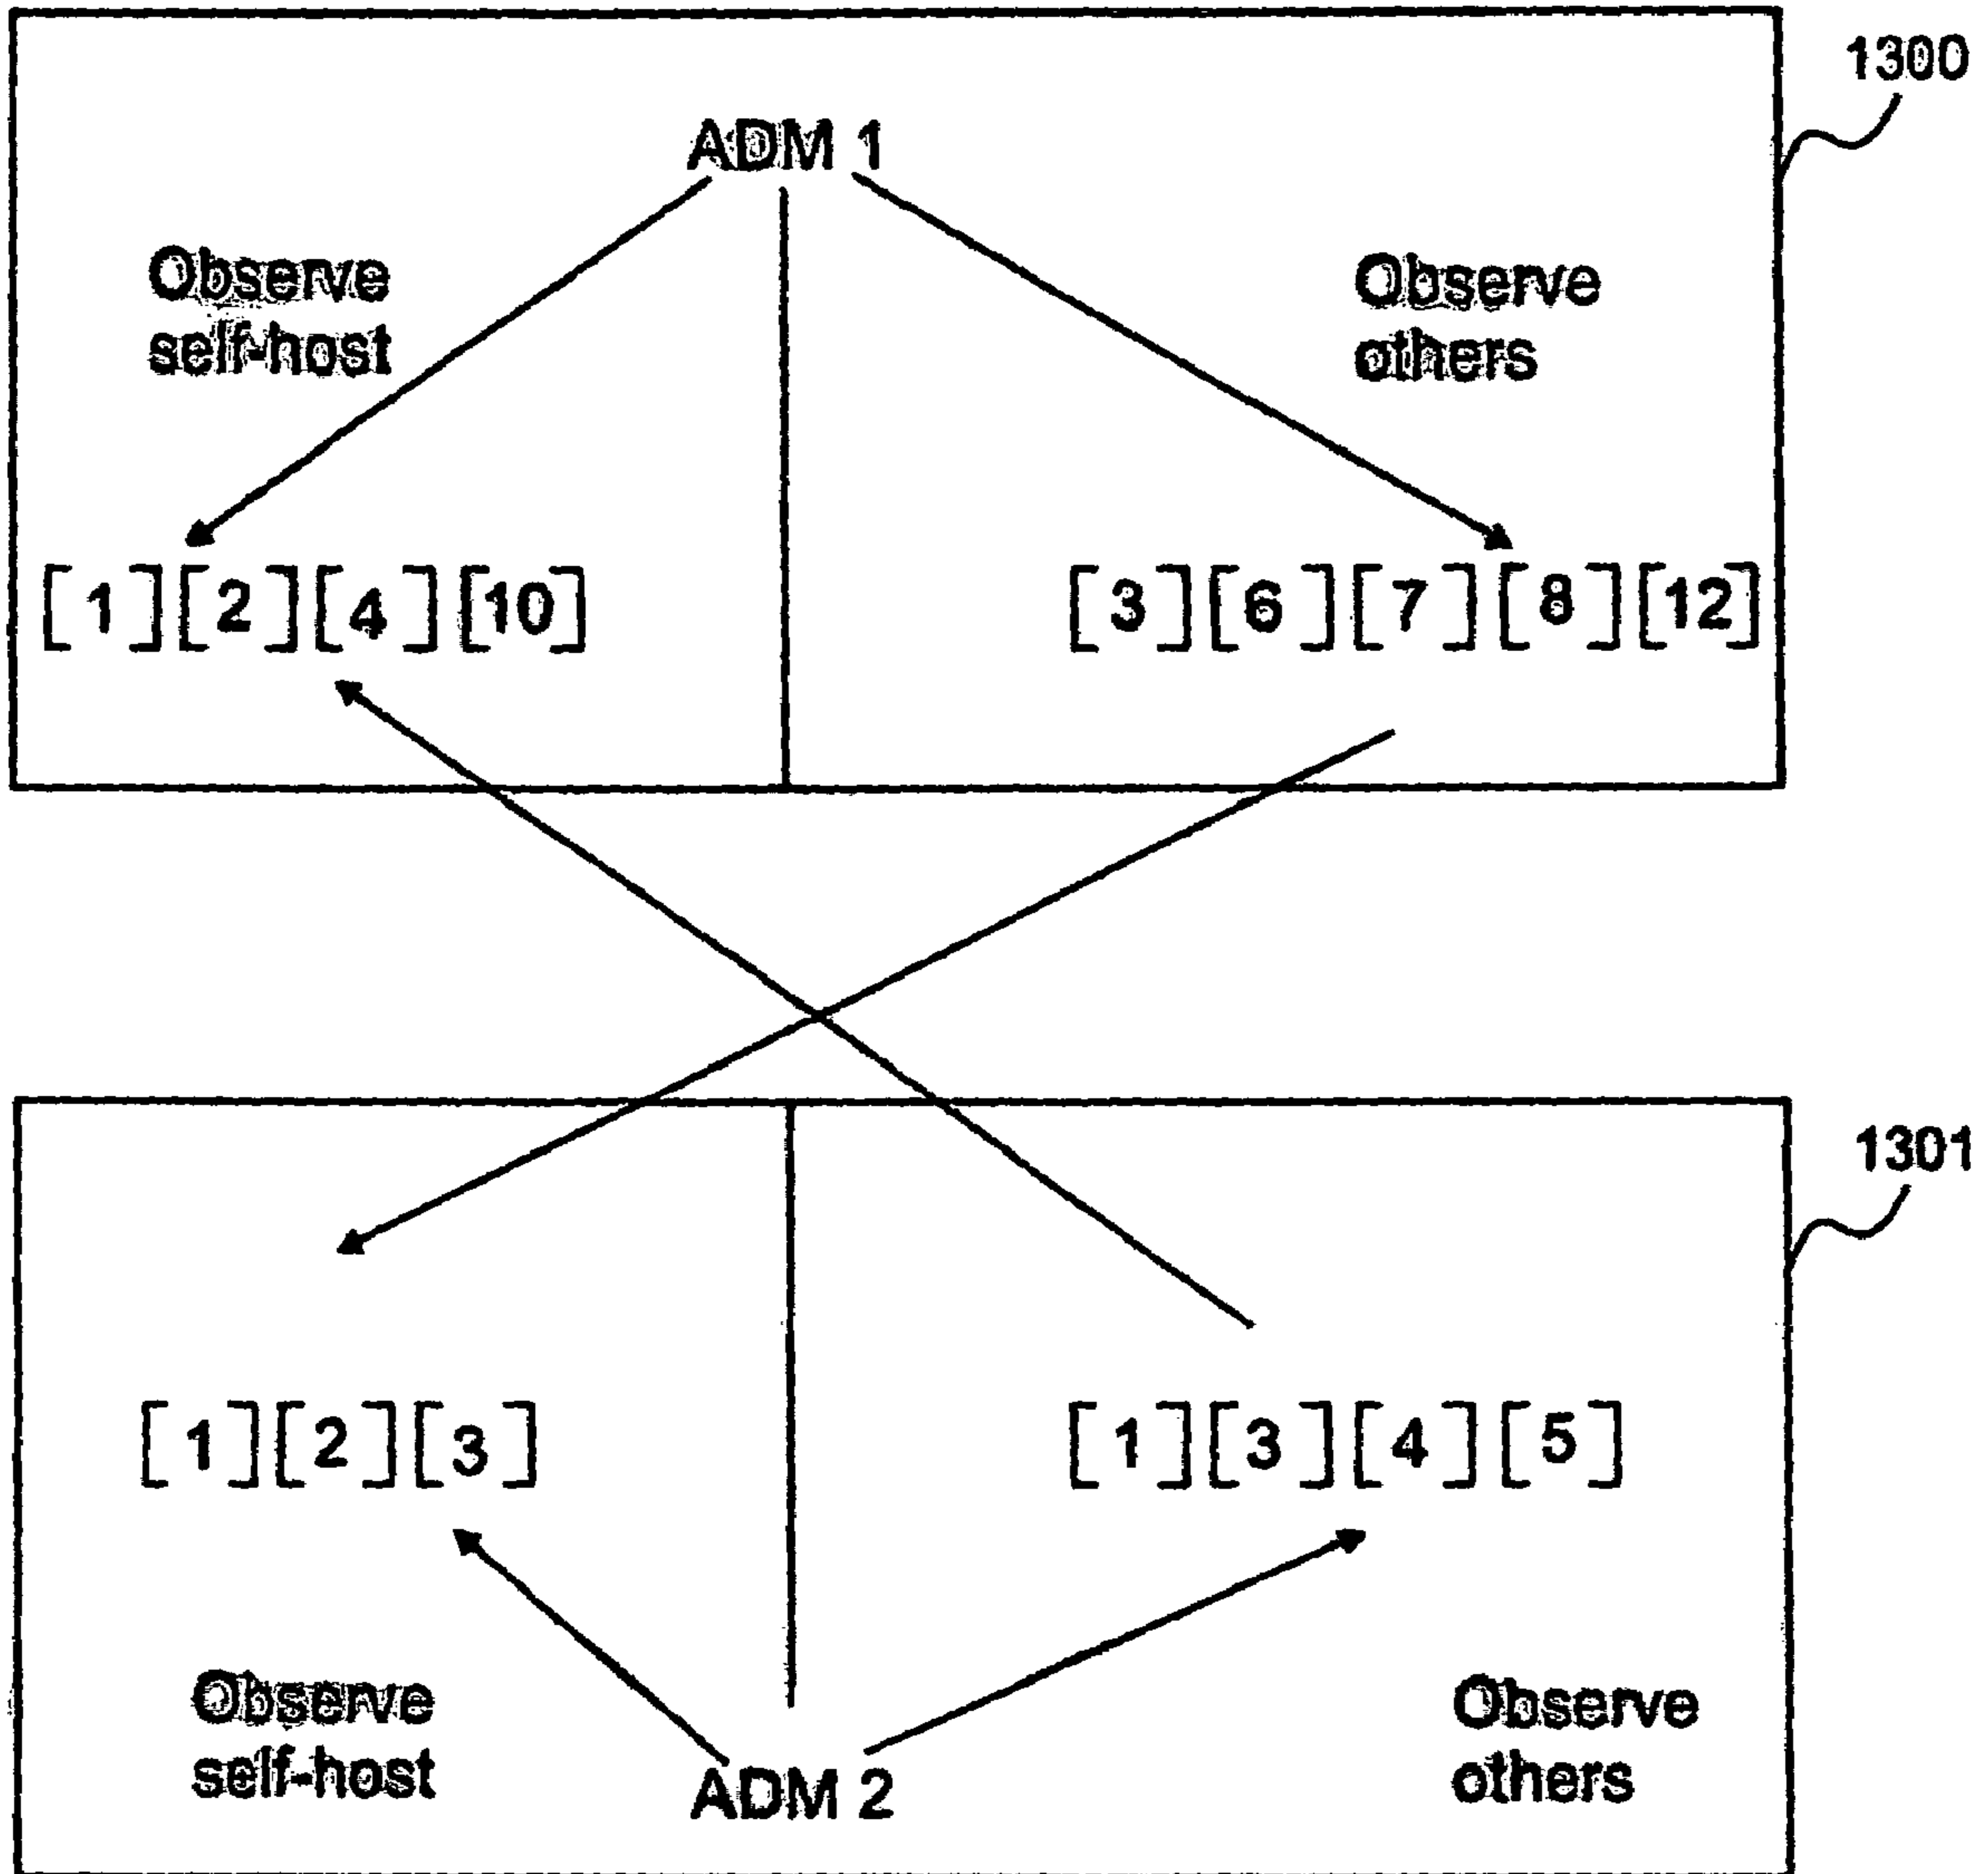 1300
ADM 1
Observe
self-host
Observe
others
[1][2][4][10]
[3][6][7][8][12]
1301
[1][2][3]
[1][3][4][5]
Observe
self-host
Observe
others
ADM 2